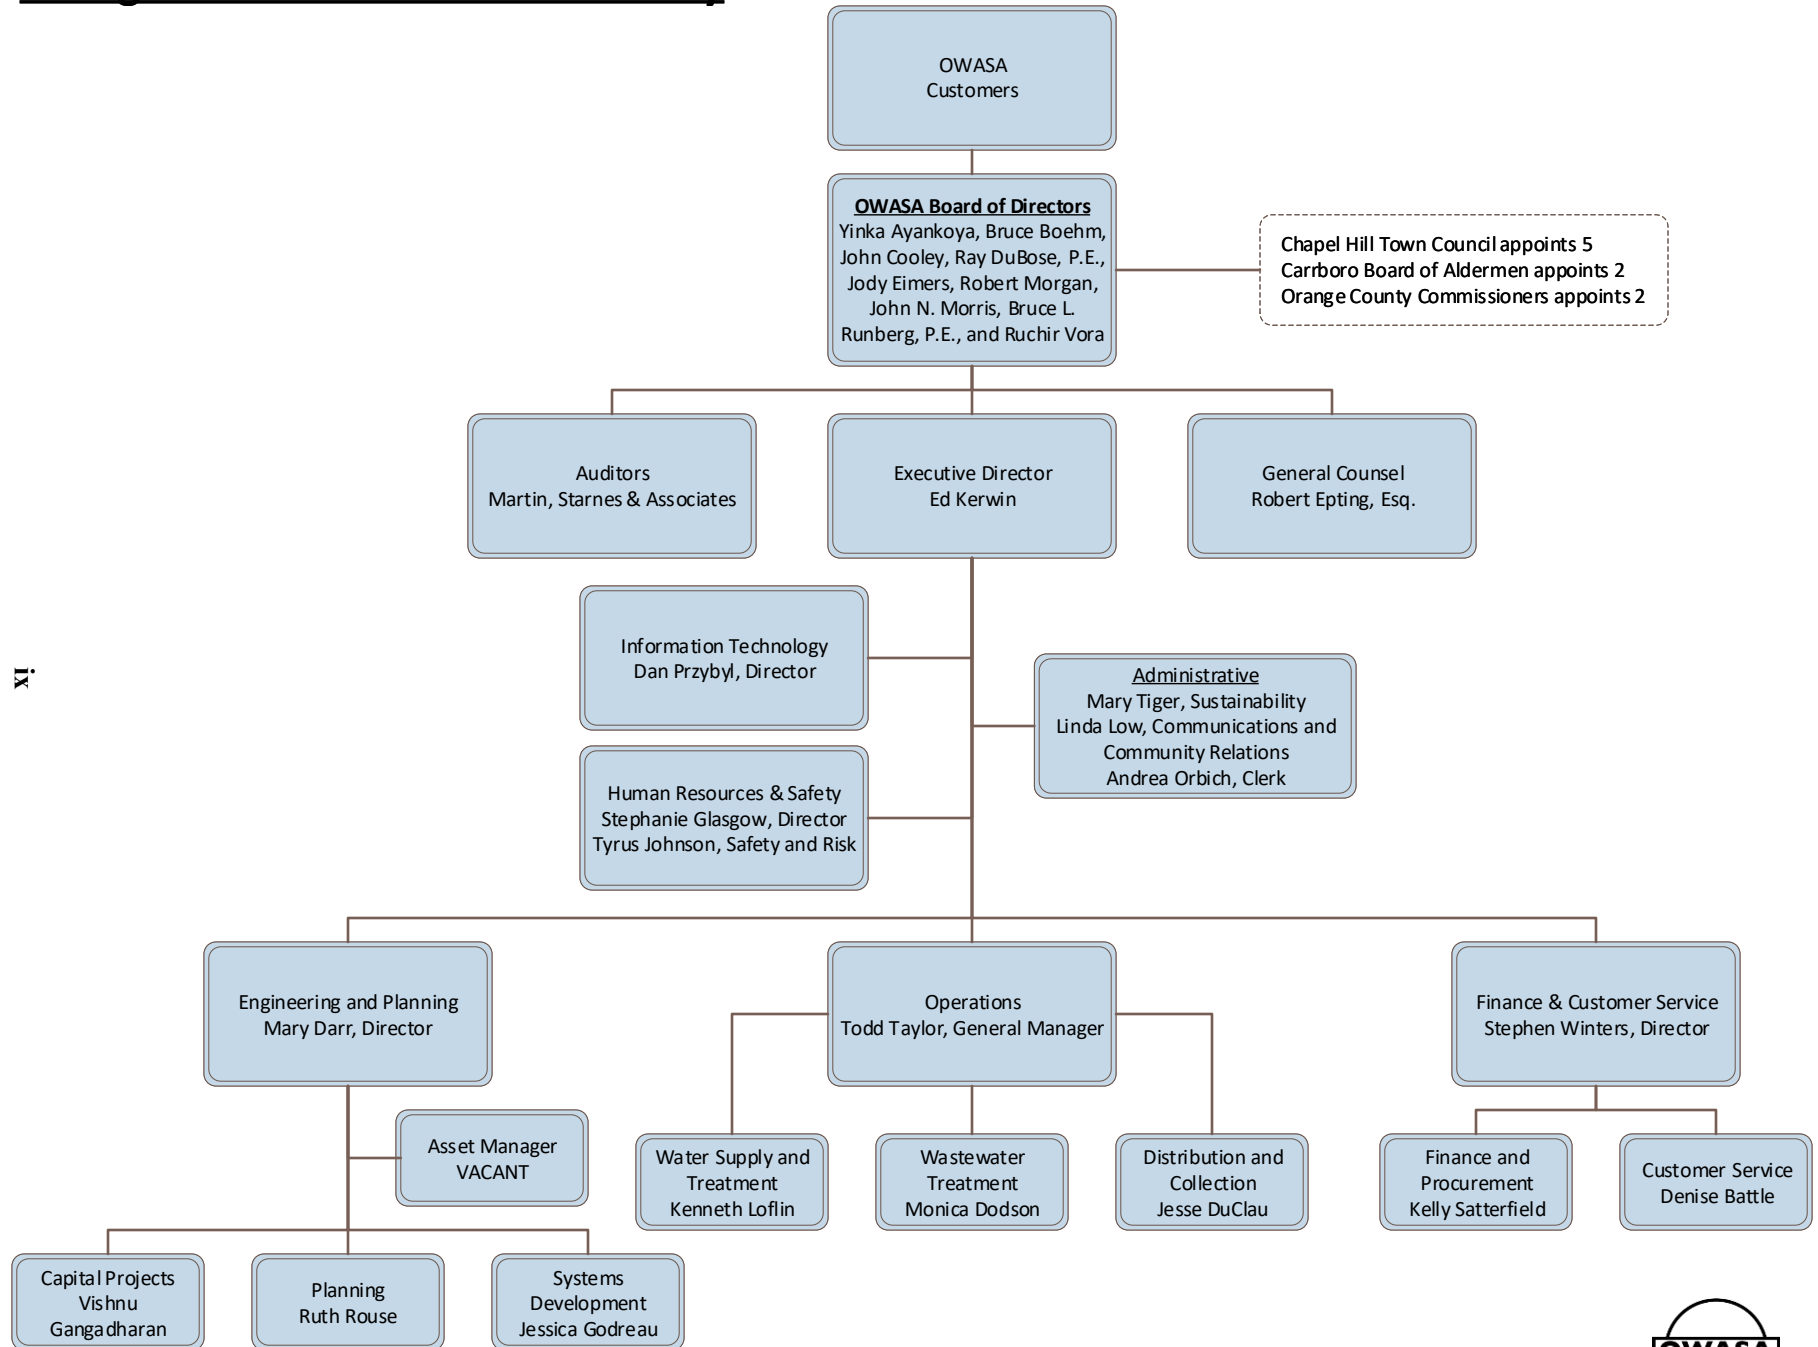 OWASA
Customers
OWASA Board of Directors
Yinka Ayankoya, Bruce Boehm,
John Cooley, Ray DuBose, P.E.,
Jody Eimers, Robert Morgan,
John N. Morris, Bruce L.
Runberg, P.E., and Ruchir Vora
Chapel Hill Town Council appoints 5
Carrboro Board of Aldermen appoints 2
Orange County Commissioners appoints 2
Auditors
Martin, Starnes & Associates
Executive Director
Ed Kerwin
General Counsel
Robert Epting, Esq.
Information Technology
Dan Przybyl, Director
Administrative
Mary Tiger, Sustainability
Linda Low, Communications and
Community Relations
Andrea Orbich, Clerk
Human Resources & Safety
Stephanie Glasgow, Director
Tyrus Johnson, Safety and Risk
ix
Engineering and Planning
Mary Darr, Director
Operations
Todd Taylor, General Manager
Finance & Customer Service
Stephen Winters, Director
Asset Manager
VACANT
Water Supply and
Treatment
Kenneth Loflin
Wastewater
Treatment
Monica Dodson
Distribution and
Collection
Jesse DuClau
Finance and
Procurement
Kelly Satterfield
Customer Service
Denise Battle
Capital Projects
Vishnu
Gangadharan
Planning
Ruth Rouse
Systems
Development
Jessica Godreau
OWASA